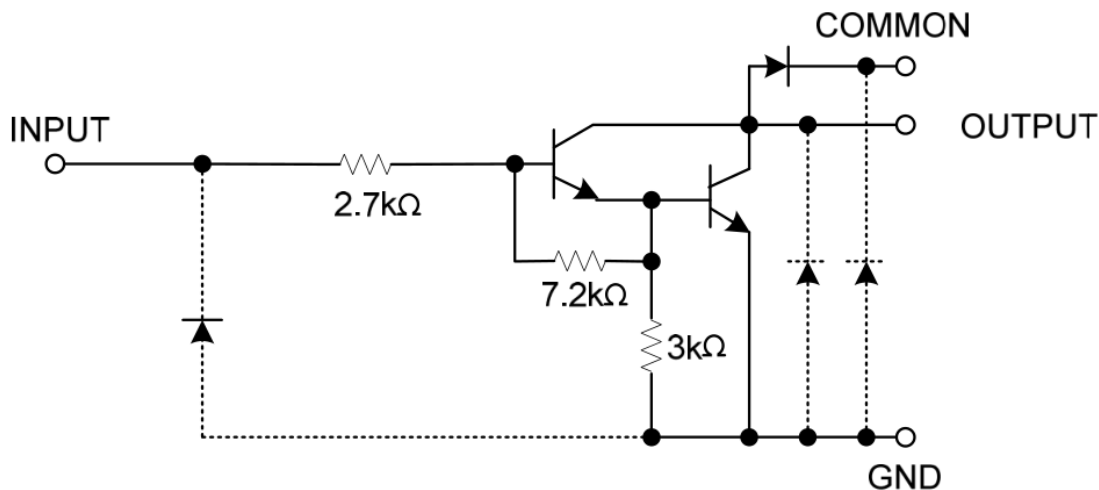 COMMON
INPUT
OUTPUT
2.7kΩ
7.2kΩ
3kΩ
GND